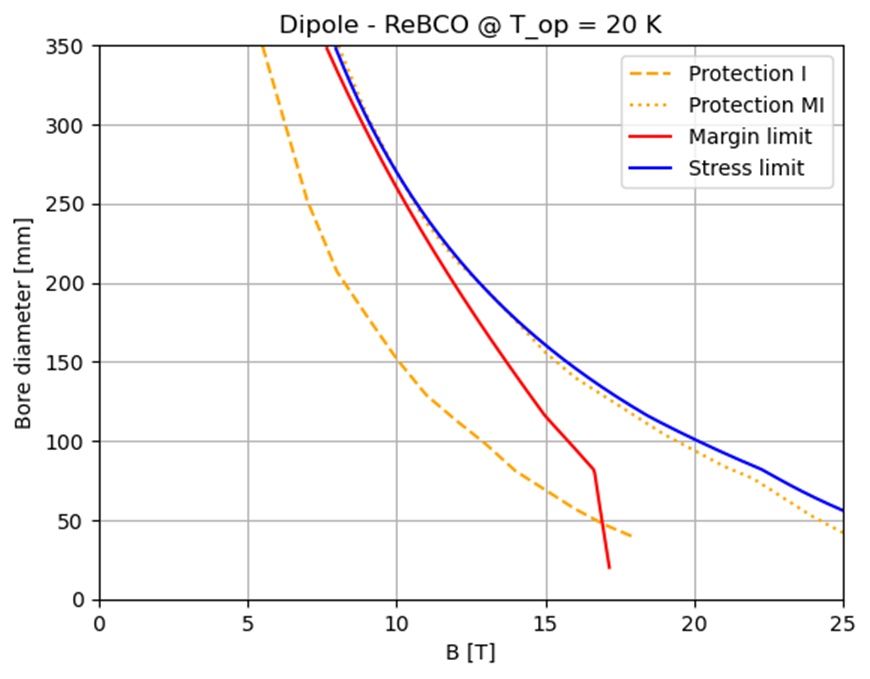 Dipole - ReBCO @ T_op = 20 K
350
300
250
200
150
100
50
0
Bore diameter [mm]
Protection I
Protection MI
Margin limit
Stress limit
0 5 10 15 20 25
B [T]